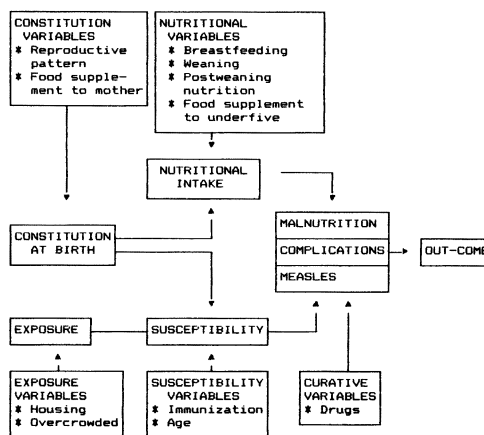 CONSTITUTION
VARIABLES
* Reproductive
pattern
* Food supple-
ment to mother
NUTRITIONAL
VARIABLES
* Breastfeeding
* Weaning
* Postweaning
nutrition
* Food supplement
to underfive
NUTRITIONAL
INTAKE
CONSTITUTION
AT BIRTH
MALNUTRITION
COMPLICATIONS
MEASLES
OUT-COME
EXPOSURE
SUSCEPTIBILITY
EXPOSURE
VARIABLES
* Housing
* Overcrowded
SUSCEPTIBILITY
VARIABLES
* Immunization
* Age
CURATIVE
VARIABLES
* Drugs